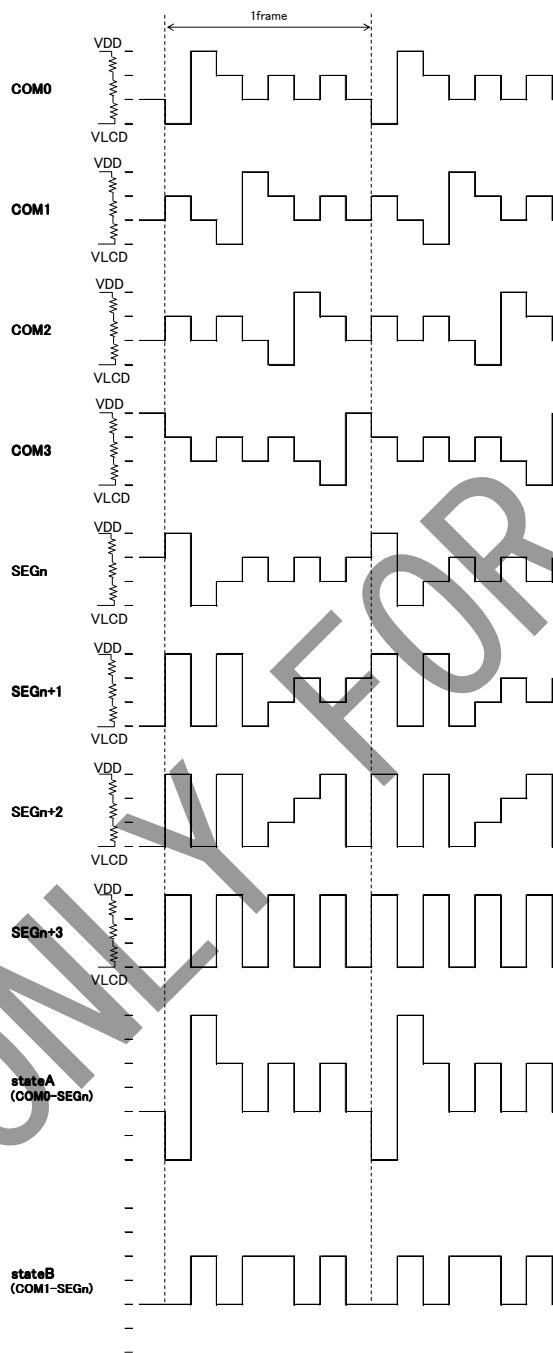 1frame
VDD
COM0
VLCD
VDD
COM1
VLCD
VDD
COM2
VLCD
VDD
COM3
VLCD
VDD
SEGn
VLCD
VDD
SEGn+1
VLCD
VDD
SEGn+2
VLCD
VDD
SEGn+3
VLCD
stateA
(COM0-SEGn)
stateB
(COM1-SEGn)
ONLY FOR